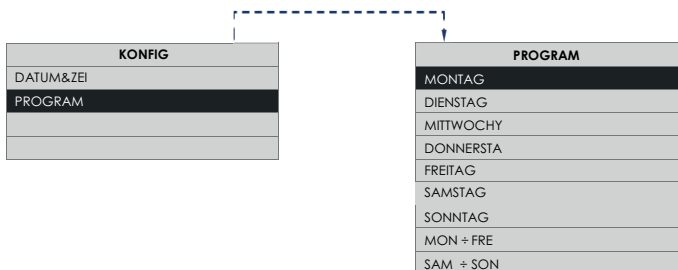 KONFIG
DATUM&ZEI
PROGRAM
PROGRAM
MONTAG
DIENSTAG
MITTWOCHY
DONNERSTA
FREITAG
SAMSTAG
SONNTAG
MON ÷ FRE
SAM ÷ SON